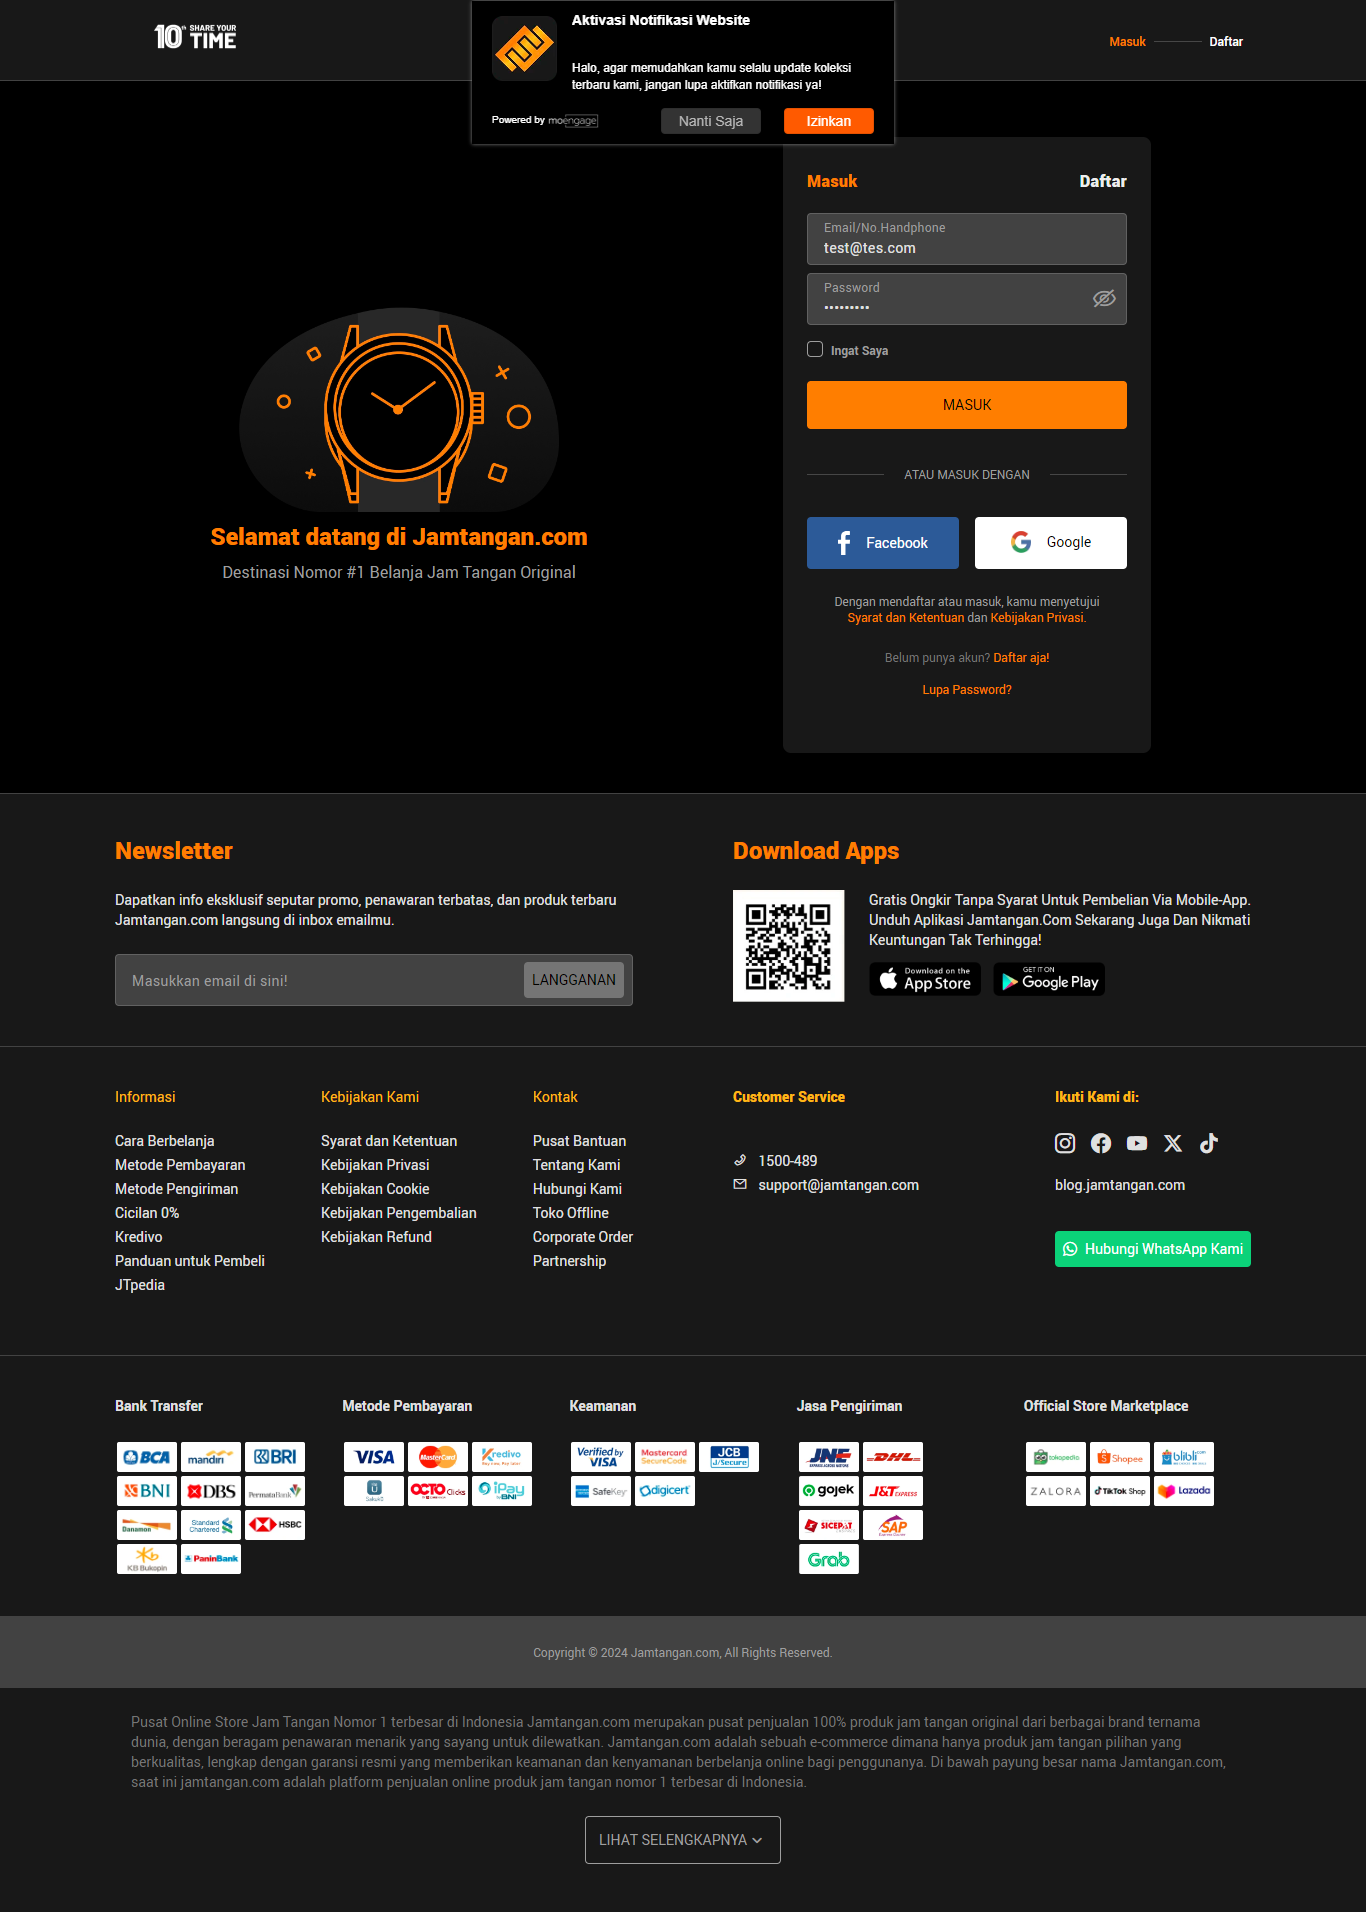 10th SHARE YOUR TIME
Aktivasi Notifikasi Website
Halo, agar memudahkan kamu selalu update koleksi
terbaru kami, jangan lupa aktifkan notifikasi ya!
Powered by moengage
Nanti Saja
Izinkan
Masuk
Daftar
Masuk
Daftar
Email/No.Handphone
test@tes.com
Password
•••••••••
Ingat Saya
MASUK
ATAU MASUK DENGAN
Facebook
Google
Dengan mendaftar atau masuk, kamu menyetujui
Syarat dan Ketentuan dan Kebijakan Privasi.
Belum punya akun? Daftar aja!
Lupa Password?
Selamat datang di Jamtangan.com
Destinasi Nomor #1 Belanja Jam Tangan Original
Newsletter
Dapatkan info eksklusif seputar promo, penawaran terbatas, dan produk terbaru
Jamtangan.com langsung di inbox emailmu.
Masukkan email di sini!
LANGGANAN
Download Apps
Gratis Ongkir Tanpa Syarat Untuk Pembelian Via Mobile-App.
Unduh Aplikasi Jamtangan.Com Sekarang Juga Dan Nikmati
Keuntungan Tak Terhingga!
Download on the
App Store
GET IT ON
Google Play
Informasi
Cara Berbelanja
Metode Pembayaran
Metode Pengiriman
Cicilan 0%
Kredivo
Panduan untuk Pembeli
JTpedia
Kebijakan Kami
Syarat dan Ketentuan
Kebijakan Privasi
Kebijakan Cookie
Kebijakan Pengembalian
Kebijakan Refund
Kontak
Pusat Bantuan
Tentang Kami
Hubungi Kami
Toko Offline
Corporate Order
Partnership
Customer Service
1500-489
support@jamtangan.com
Ikuti Kami di:
blog.jamtangan.com
Hubungi WhatsApp Kami
Bank Transfer
BCA mandiri BRI
BNI DBS PermataBank
Danamon Standard Chartered HSBC
KB Bukopin PaninBank
Metode Pembayaran
VISA MasterCard Kredivo
OCTO Clicks iPay BNI
Keamanan
Verified by VISA Mastercard SecureCode JCB J/Secure
SafeKey digicert
Jasa Pengiriman
JNE DHL
gojek J&T EXPRESS
SICEPAT SAP
Grab
Official Store Marketplace
tokopedia Shopee blibli.com
ZALORA TikTok Shop Lazada
Copyright © 2024 Jamtangan.com, All Rights Reserved.
Pusat Online Store Jam Tangan Nomor 1 terbesar di Indonesia Jamtangan.com merupakan pusat penjualan 100% produk jam tangan original dari berbagai brand ternama
dunia, dengan beragam penawaran menarik yang sayang untuk dilewatkan. Jamtangan.com adalah sebuah e-commerce dimana hanya produk jam tangan pilihan yang
berkualitas, lengkap dengan garansi resmi yang memberikan keamanan dan kenyamanan berbelanja online bagi penggunanya. Di bawah payung besar nama Jamtangan.com,
saat ini jamtangan.com adalah platform penjualan online produk jam tangan nomor 1 terbesar di Indonesia.
LIHAT SELENGKAPNYA